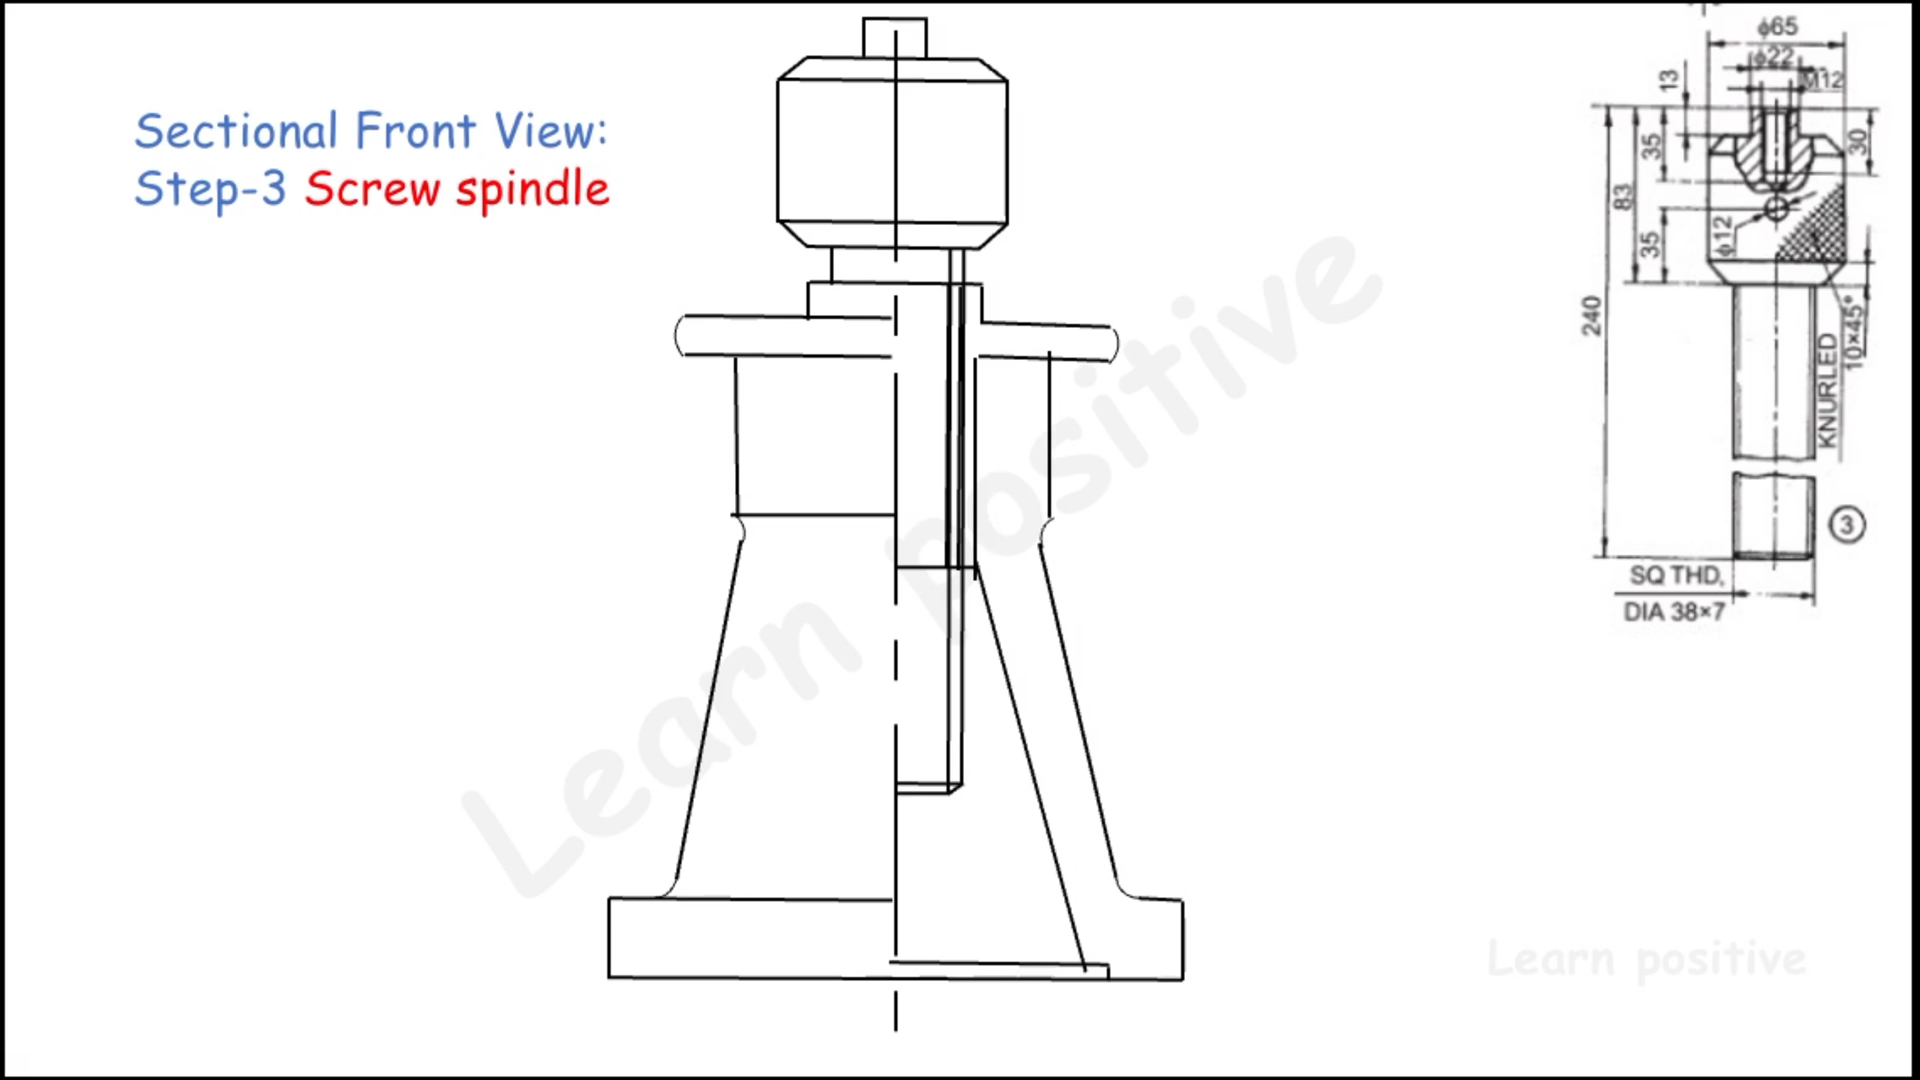 Sectional Front View:
Step-3 Screw spindle
ϕ65
ϕ22
M12
13
35
30
83
ϕ12
35
240
10×45°
KNURLED
3
SQ THD,
DIA 38×7
Learn positive
Learn positive